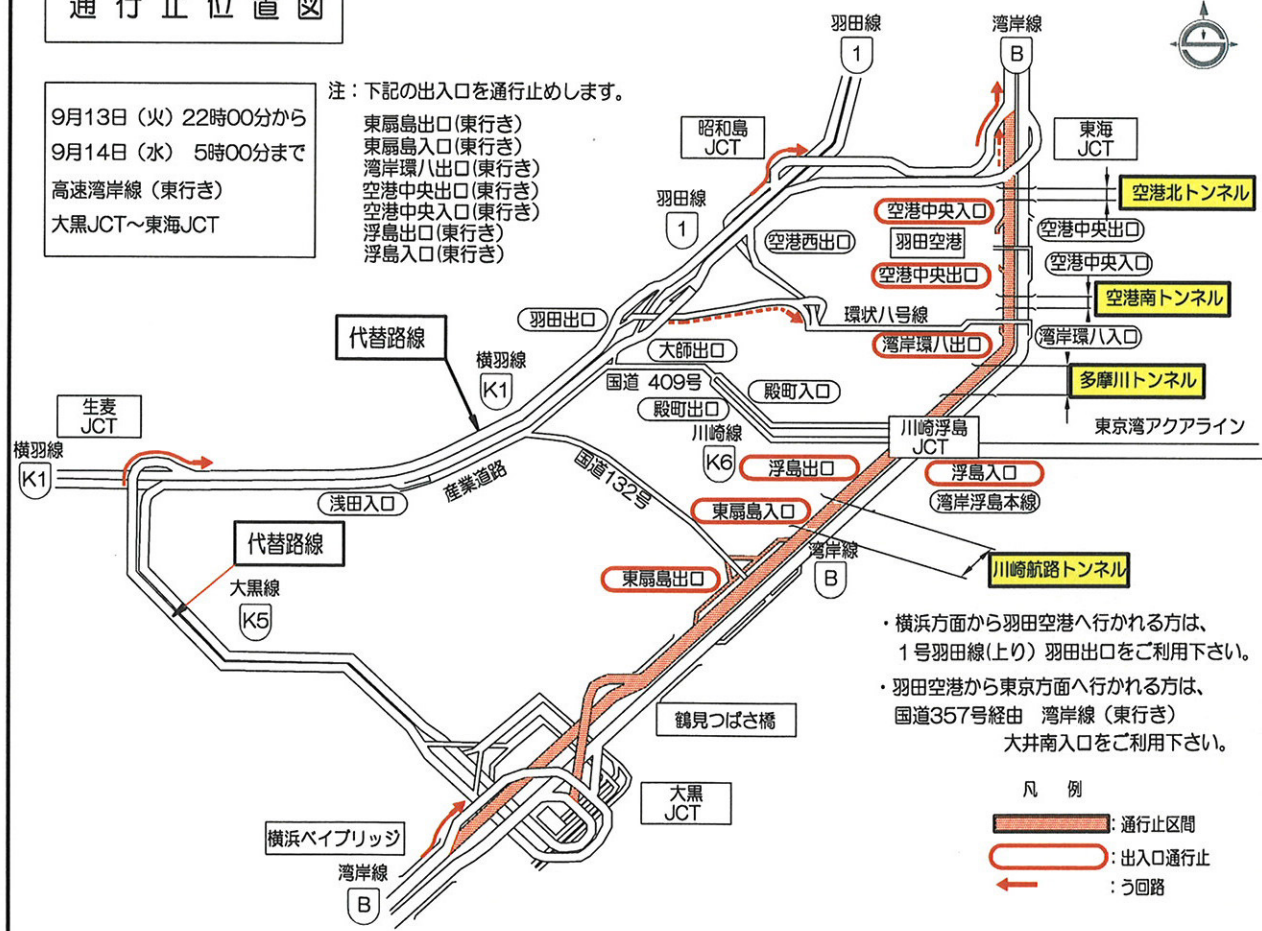 通行止位置図
9月13日（火）22時00分から
9月14日（水） 5時00分まで
高速湾岸線（東行き）
大黒JCT～東海JCT
注：下記の出入口を通行止めします。
東扇島出口(東行き)
東扇島入口(東行き)
湾岸環八出口(東行き)
空港中央出口(東行き)
空港中央入口(東行き)
浮島出口(東行き)
浮島入口(東行き)
羽田線
1
湾岸線
B
昭和島
JCT
東海
JCT
空港北トンネル
羽田線
1
空港中央入口
空港西出口
羽田空港
空港中央出口
空港中央出口
空港中央入口
空港南トンネル
羽田出口
環状八号線
代替路線
大師出口
湾岸環八出口
湾岸環八入口
横羽線
K1
国道 409号
殿町入口
多摩川トンネル
殿町出口
生麦
JCT
川崎線
K6
川崎浮島
JCT
東京湾アクアライン
横羽線
K1
浮島出口
浮島入口
産業道路
国道132号
浅田入口
東扇島入口
湾岸浮島本線
代替路線
湾岸線
B
大黒線
K5
東扇島出口
川崎航路トンネル
・横浜方面から羽田空港へ行かれる方は、
1号羽田線(上り) 羽田出口をご利用下さい。
・羽田空港から東京方面へ行かれる方は、
国道357号経由 湾岸線（東行き）
大井南入口をご利用下さい。
鶴見つばさ橋
大黒
JCT
凡 例
：通行止区間
横浜ベイブリッジ
：出入口通行止
湾岸線
B
：う回路